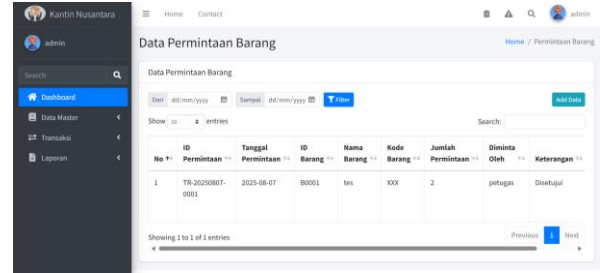 Kantin Nusantara
Home Contact
admin
admin
Data Permintaan Barang
Home / Permintaan Barang
Search
Dashboard
Data Master
Transaksi
Laporan
Data Permintaan Barang
Dari dd/mm/yyyy Sampai dd/mm/yyyy Filter
Add Data
Show 10 entries
Search:
No ID Permintaan Tanggal Permintaan ID Barang Nama Barang Kode Barang Jumlah Permintaan Diminta Oleh Keterangan
1 TR-20250807-0001 2025-08-07 B0001 tes XXX 2 petugas Disetujui
Showing 1 to 1 of 1 entries
Previous 1 Next